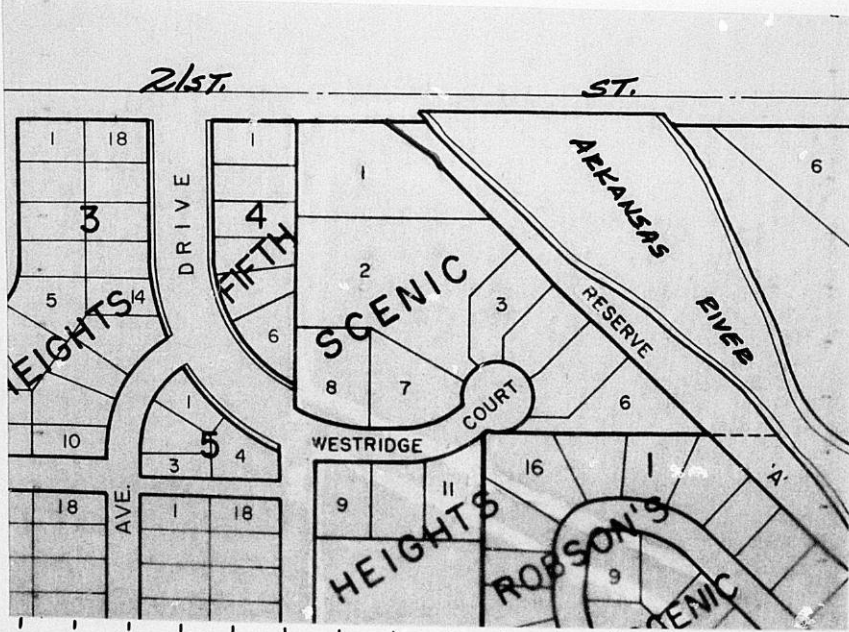 21ST. ST.
1 18 1 1 6
3 4 2
DRIVE
FIFTH
SCENIC
ARKANSAS
RIVER
RESERVE
5 14 3
HEIGHTS
6 8 7 6
COURT
WESTRIDGE
1
5
10 3 4
16 1 'A'
9 11
18 1 18
AVE.
HEIGHTS
ROBSON'S
9
SCENIC